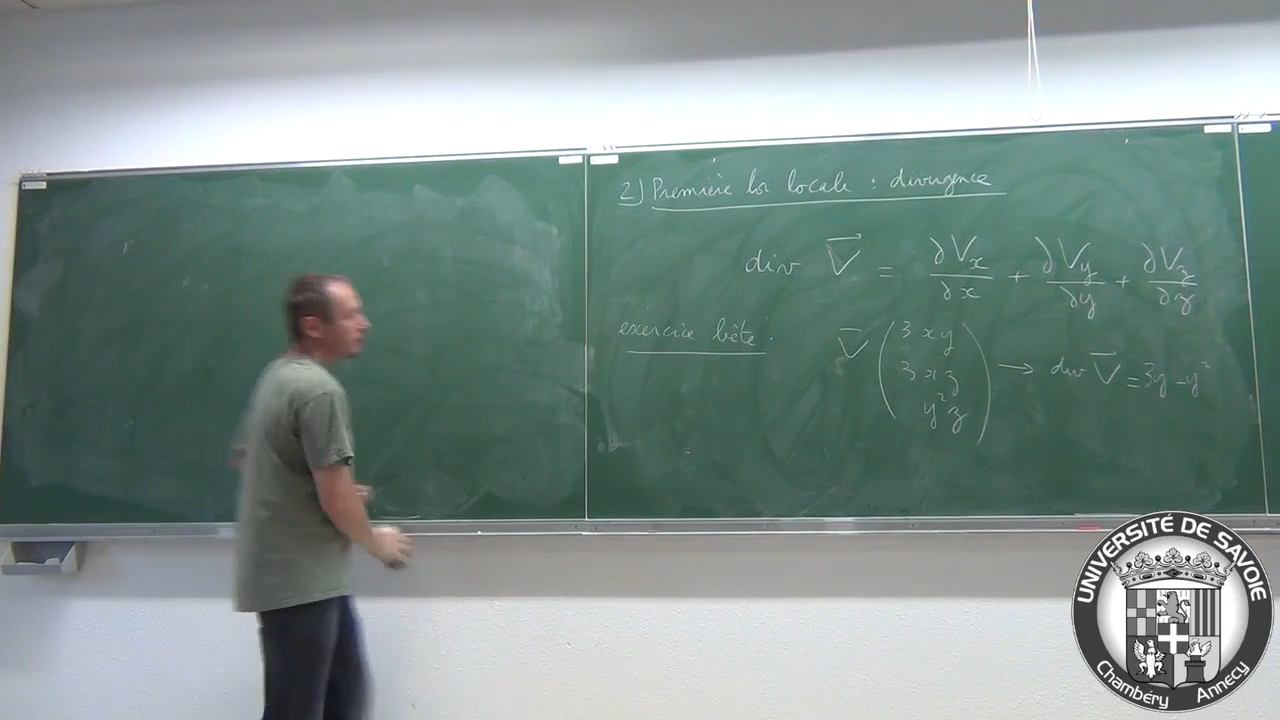 2) Première loi locale : divergence
div V⃗ = ∂Vx/∂x + ∂Vy/∂y + ∂Vz/∂z
exercice bête :
V⃗ (3xy
3xz
y²z) → div V⃗ = 3y - y²
UNIVERSITÉ DE SAVOIE
Chambéry Annecy